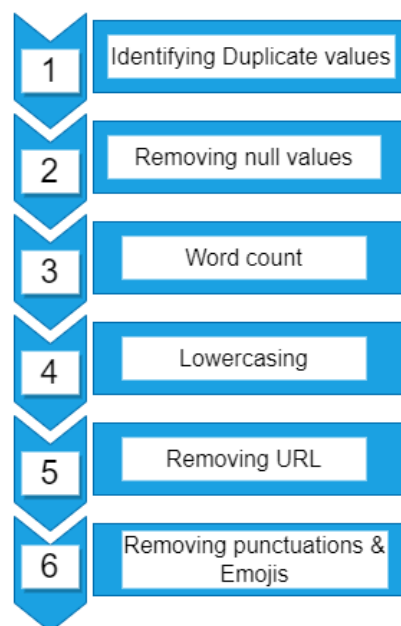 1
Identifying Duplicate values
2
Removing null values
3
Word count
4
Lowercasing
5
Removing URL
6
Removing punctuations &
Emojis